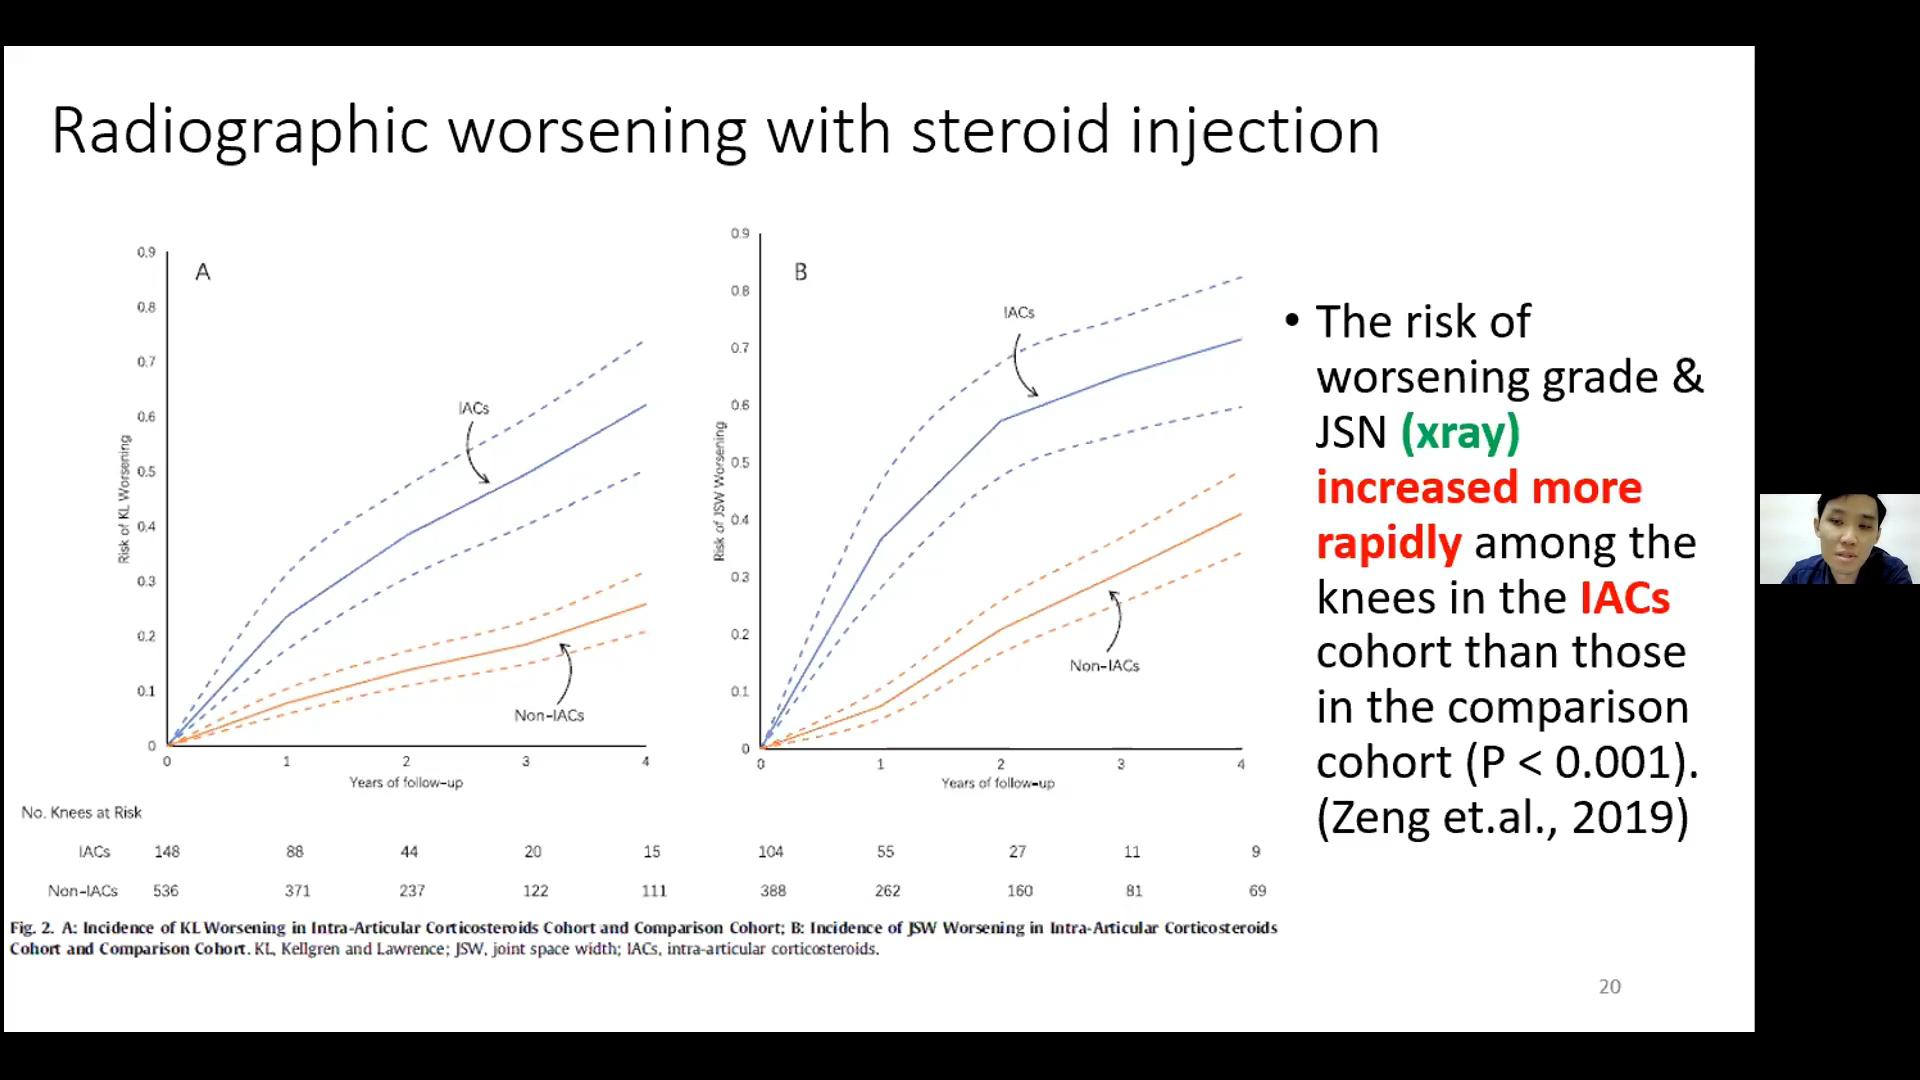 Radiographic worsening with steroid injection
A
0.9
0.8
0.7
0.6
0.5
0.4
0.3
0.2
0.1
0
Risk of KL Worsening
IACs
Non-IACs
0 1 2 3 4
Years of follow-up
B
0.9
0.8
0.7
0.6
0.5
0.4
0.3
0.2
0.1
0
Risk of JSW Worsening
IACs
Non-IACs
0 1 2 3 4
Years of follow-up
No. Knees at Risk
IACs 148 88 44 20 15 104 55 27 11 9
Non-IACs 536 371 237 122 111 388 262 160 81 69
Fig. 2. A: Incidence of KL Worsening in Intra-Articular Corticosteroids Cohort and Comparison Cohort; B: Incidence of JSW Worsening in Intra-Articular Corticosteroids
Cohort and Comparison Cohort. KL, Kellgren and Lawrence; JSW, joint space width; IACs, intra-articular corticosteroids.
• The risk of
worsening grade &
JSN (xray)
increased more
rapidly among the
knees in the IACs
cohort than those
in the comparison
cohort (P < 0.001).
(Zeng et.al., 2019)
20